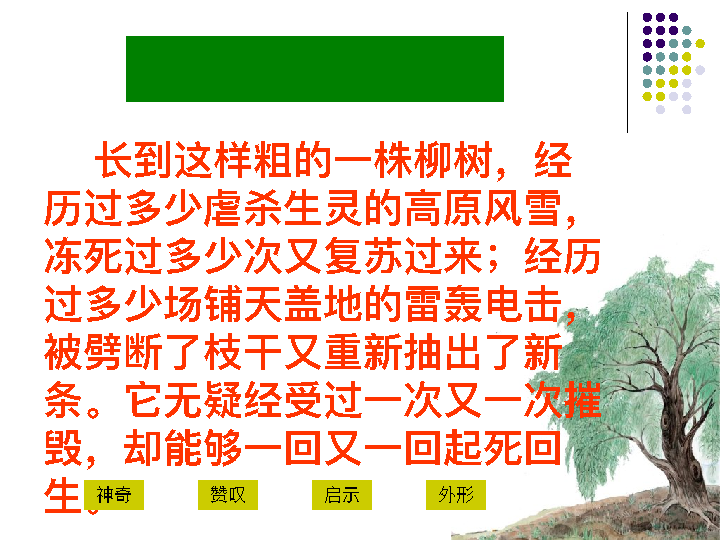 长到这样粗的一株柳树，经
历过多少虐杀生灵的高原风雪，
冻死过多少次又复苏过来；经历
过多少场铺天盖地的雷轰电击，
被劈断了枝干又重新抽出了新
条。它无疑经受过一次又一次摧
毁，却能够一回又一回起死回
生。
神奇 赞叹 启示 外形